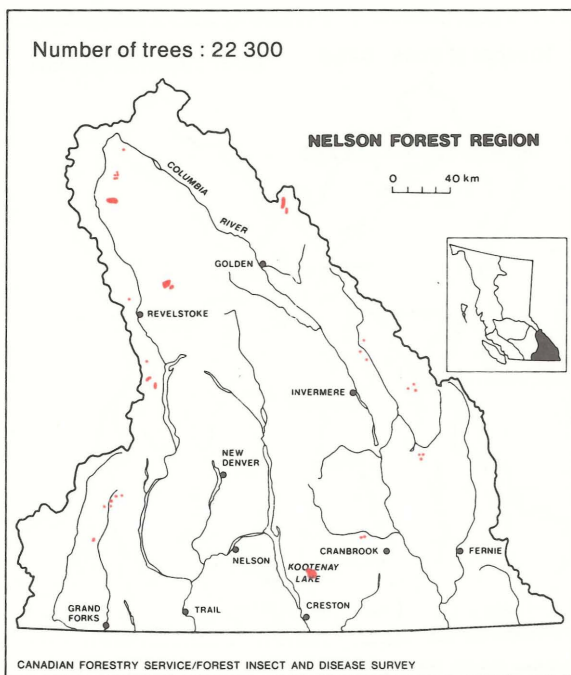 Number of trees : 22 300
NELSON FOREST REGION
0 40 km
COLUMBIA
RIVER
GOLDEN
REVELSTOKE
INVERMERE
NEW
DENVER
NELSON
CRANBROOK
FERNIE
KOOTENAY
LAKE
GRAND
FORKS
TRAIL
CRESTON
CANADIAN FORESTRY SERVICE/FOREST INSECT AND DISEASE SURVEY